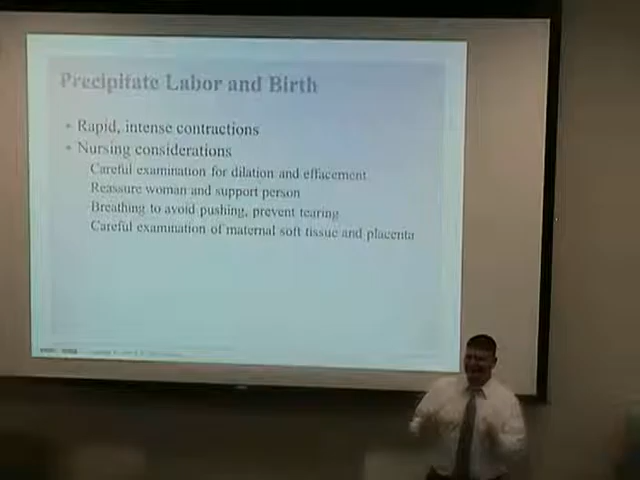 Precipitate Labor and Birth
• Rapid, intense contractions
• Nursing considerations
Careful examination for dilation and effacement
Reassure woman and support person
Breathing to avoid pushing, prevent tearing
Careful examination of maternal soft tissue and placenta